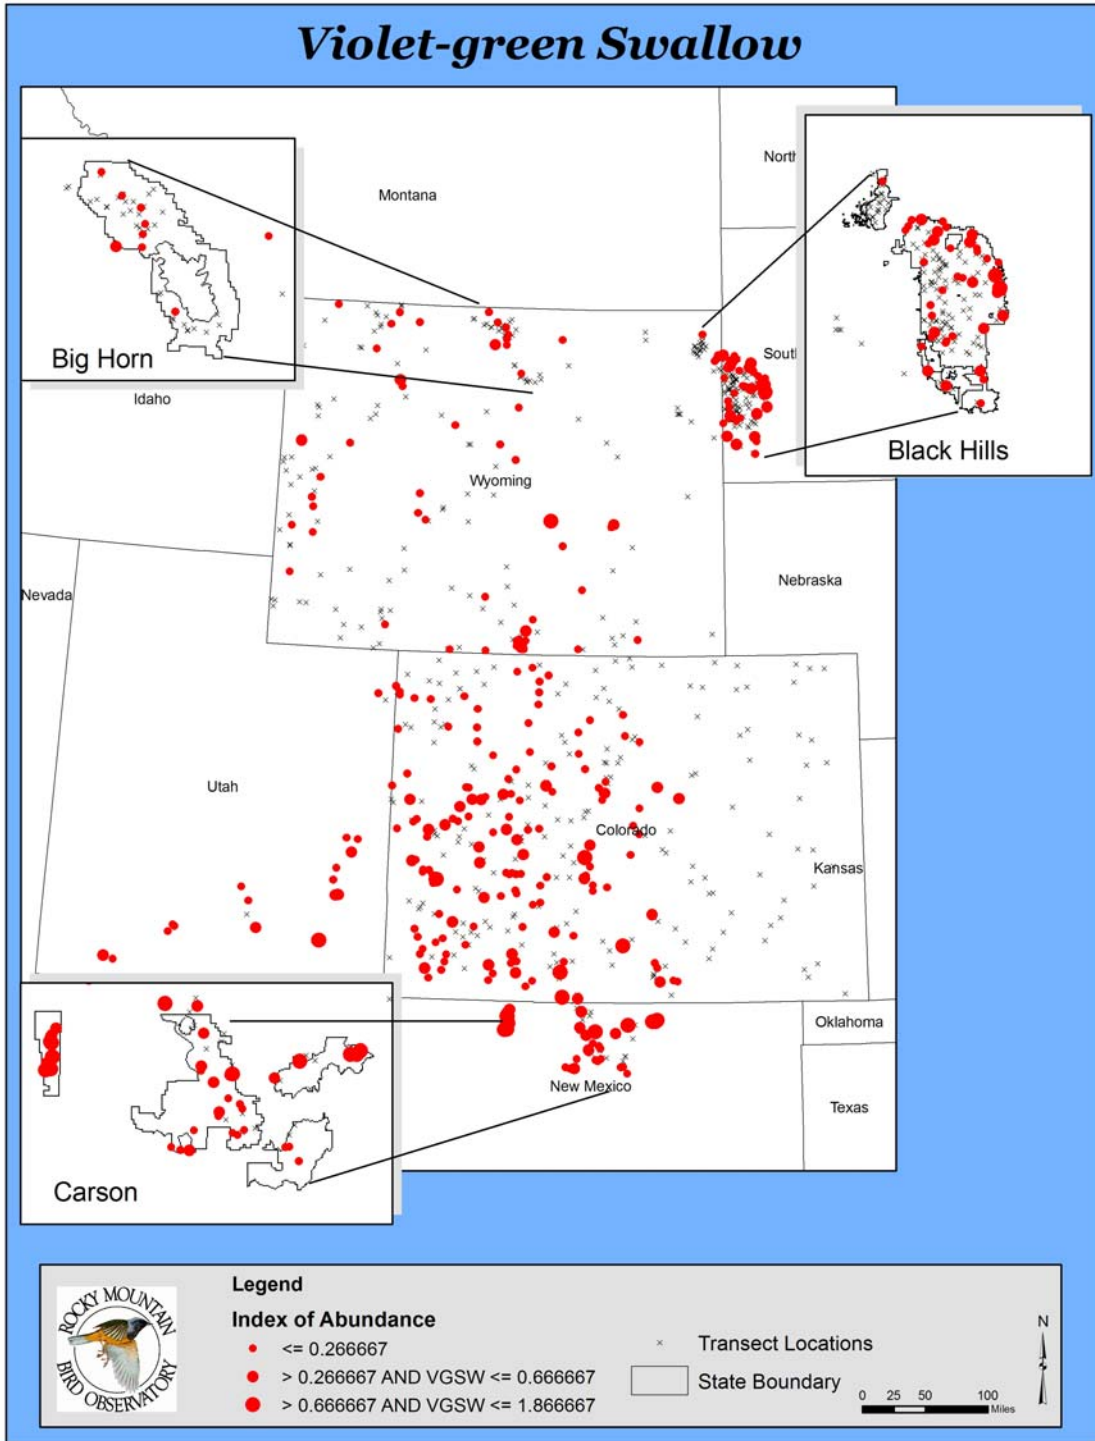 Violet-green Swallow
Montana
North
Big Horn
Idaho
South
Black Hills
Wyoming
Nebraska
Nevada
Utah
Colorado
Kansas
Oklahoma
New Mexico
Texas
Carson
Legend
Index of Abundance
<= 0.266667
> 0.266667 AND VGSW <= 0.666667
> 0.666667 AND VGSW <= 1.866667
Transect Locations
State Boundary
N
0 25 50 100
Miles
ROCKY MOUNTAIN
BIRD OBSERVATORY